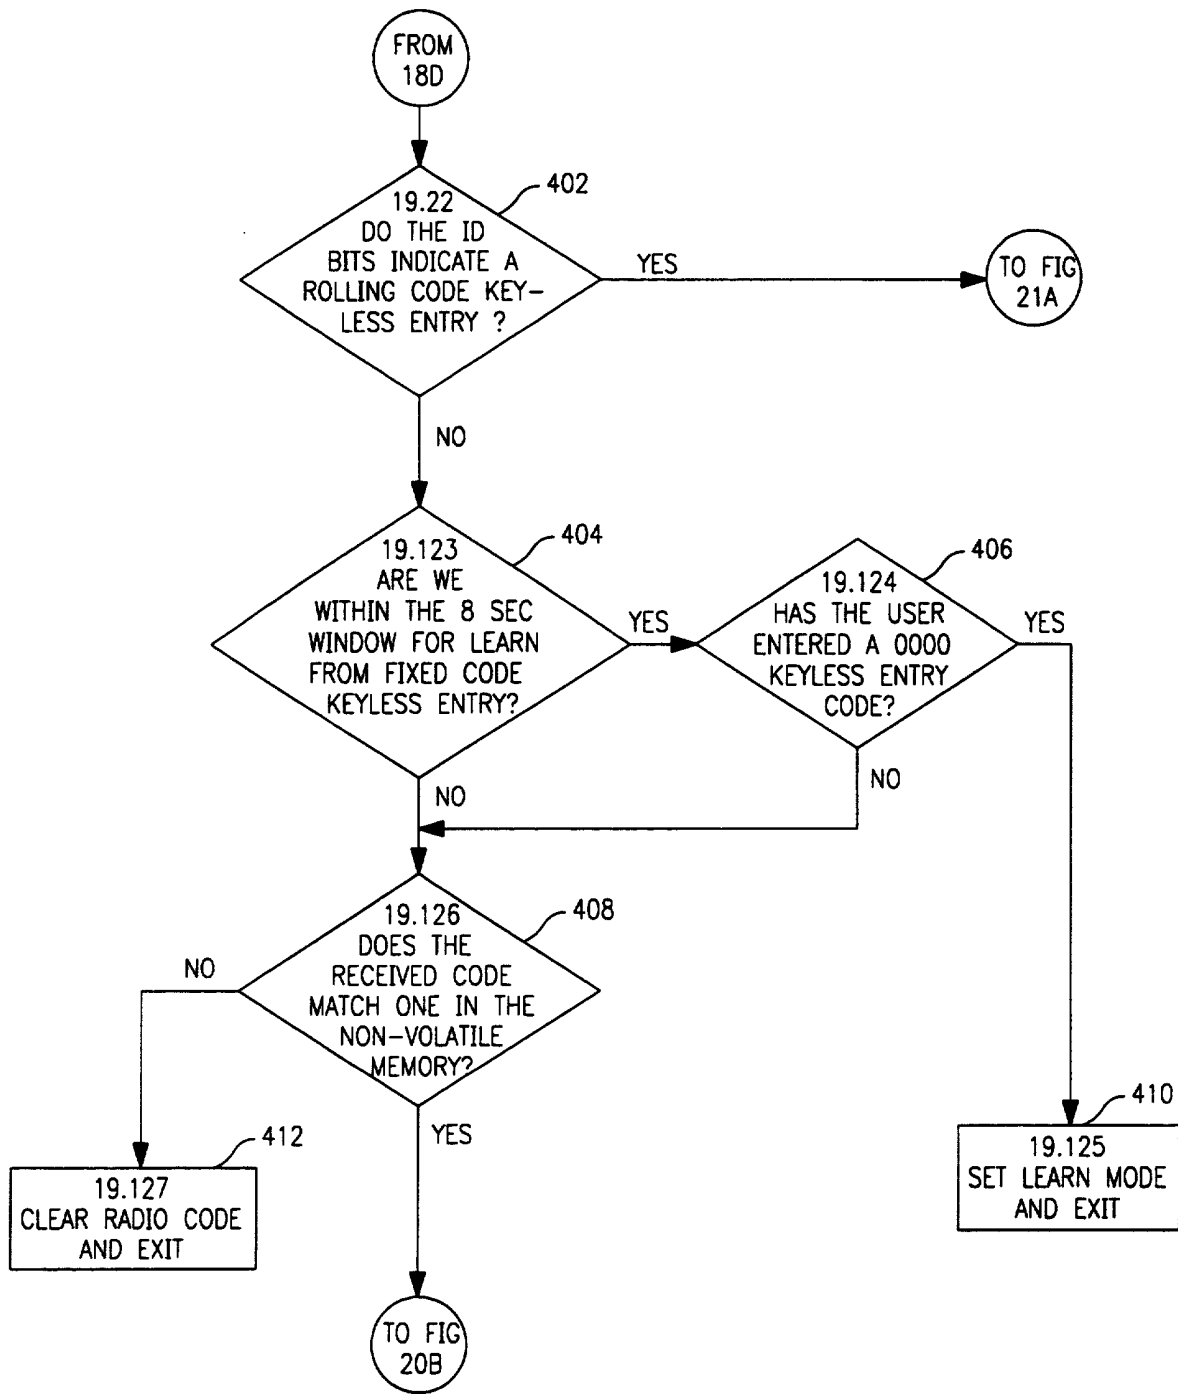 FROM
18D
402
19.22
DO THE ID
BITS INDICATE A
ROLLING CODE KEY-
LESS ENTRY ?
YES
TO FIG
21A
NO
404
19.123
ARE WE
WITHIN THE 8 SEC
WINDOW FOR LEARN
FROM FIXED CODE
KEYLESS ENTRY?
YES
406
19.124
HAS THE USER
ENTERED A 0000
KEYLESS ENTRY
CODE?
YES
NO
NO
408
19.126
DOES THE
RECEIVED CODE
MATCH ONE IN THE
NON-VOLATILE
MEMORY?
NO
YES
412
19.127
CLEAR RADIO CODE
AND EXIT
410
19.125
SET LEARN MODE
AND EXIT
TO FIG
20B